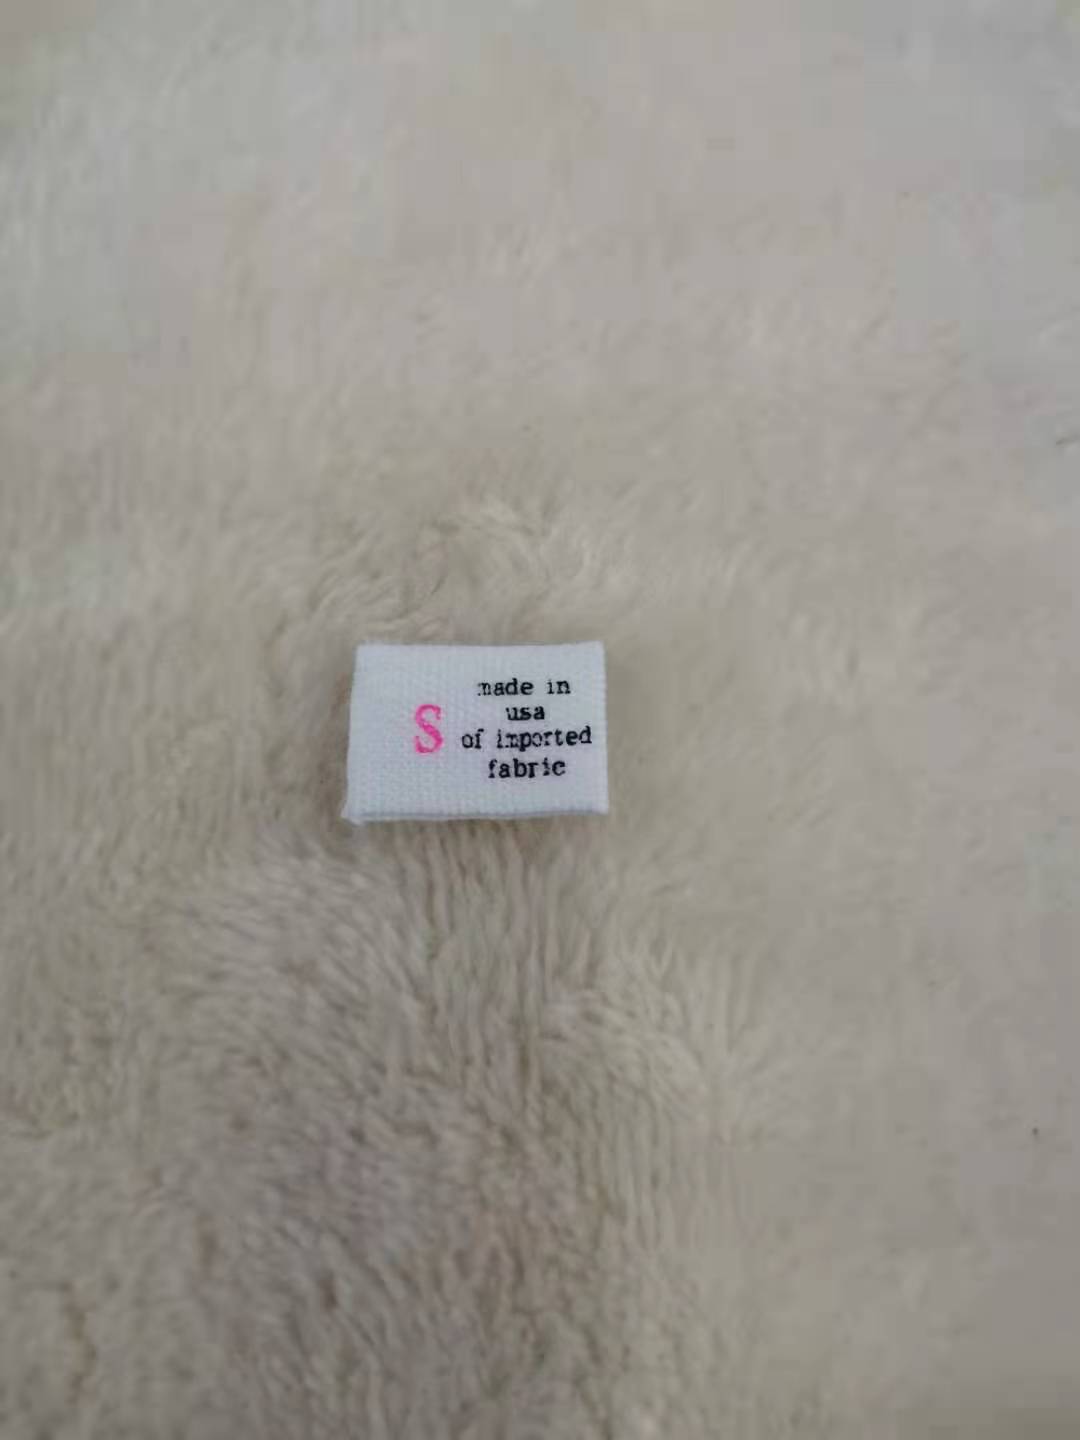 S
made in
usa
of imported
fabric